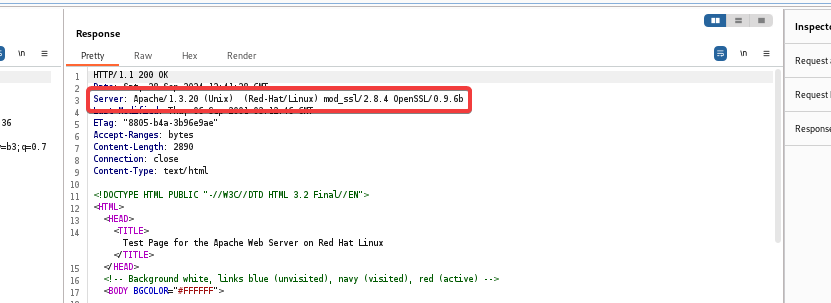 Response
Inspecto
Pretty Raw Hex Render
\n
\n
Request a
Request
Response
36
=b3;q=0.7
1 HTTP/1.1 200 OK
2 Date: Sat, 28 Sep 2024 GMT
3 Server: Apache/1.3.20 (Unix)  (Red-Hat/Linux) mod_ssl/2.8.4 OpenSSL/0.9.6b
4 Last-Modified: Thu, 06 Sep 2001 GMT
5 ETag: "8805-b4a-3b96e9ae"
6 Accept-Ranges: bytes
7 Content-Length: 2890
8 Connection: close
9 Content-Type: text/html
10
11 <!DOCTYPE HTML PUBLIC "-//W3C//DTD HTML 3.2 Final//EN">
12 <HTML>
13 <HEAD>
14 <TITLE>
Test Page for the Apache Web Server on Red Hat Linux
</TITLE>
15 </HEAD>
16 <!-- Background white, links blue (unvisited), navy (visited), red (active) -->
17 <BODY BGCOLOR="#FFFFFF">